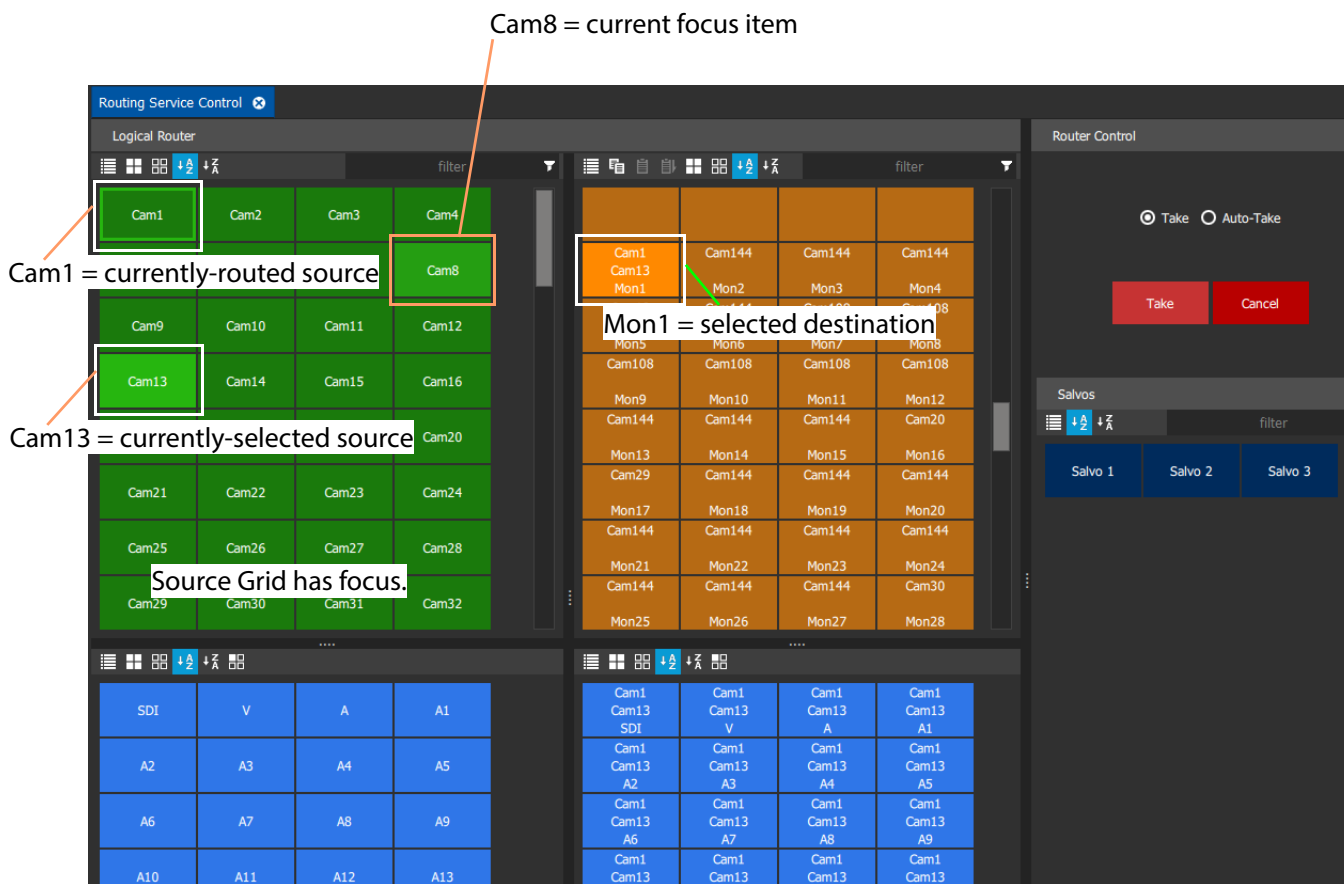 Cam8 = current focus item
Routing Service Control
Logical Router
Router Control
filter
filter
Cam1 Cam2 Cam3 Cam4
Take Auto-Take
Cam1 = currently-routed source
Cam8
Cam1 Cam144 Cam144 Cam144
Cam13
Mon1 Mon2 Mon3 Mon4
Take Cancel
Mon1 = selected destination
Cam9 Cam10 Cam11 Cam12
Mon5 Mon6 Mon7 Mon8
Cam108 Cam108 Cam108 Cam108
Cam13 Cam14 Cam15 Cam16
Mon9 Mon10 Mon11 Mon12
Salvos
filter
Cam13 = currently-selected source
Cam20
Cam144 Cam144 Cam144 Cam20
Mon13 Mon14 Mon15 Mon16
Salvo 1 Salvo 2 Salvo 3
Cam29 Cam144 Cam144 Cam144
Cam21 Cam22 Cam23 Cam24
Mon17 Mon18 Mon19 Mon20
Cam144 Cam144 Cam144 Cam144
Cam25 Cam26 Cam27 Cam28
Mon21 Mon22 Mon23 Mon24
Source Grid has focus.
Cam144 Cam144 Cam144 Cam30
Cam29 Cam30 Cam31 Cam32
Mon25 Mon26 Mon27 Mon28
SDI V A A1
Cam1 Cam1 Cam1 Cam1
Cam13 Cam13 Cam13 Cam13
SDI V A A1
A2 A3 A4 A5
Cam1 Cam1 Cam1 Cam1
Cam13 Cam13 Cam13 Cam13
A2 A3 A4 A5
A6 A7 A8 A9
Cam1 Cam1 Cam1 Cam1
Cam13 Cam13 Cam13 Cam13
A6 A7 A8 A9
A10 A11 A12 A13
Cam1 Cam1 Cam1 Cam1
Cam13 Cam13 Cam13 Cam13